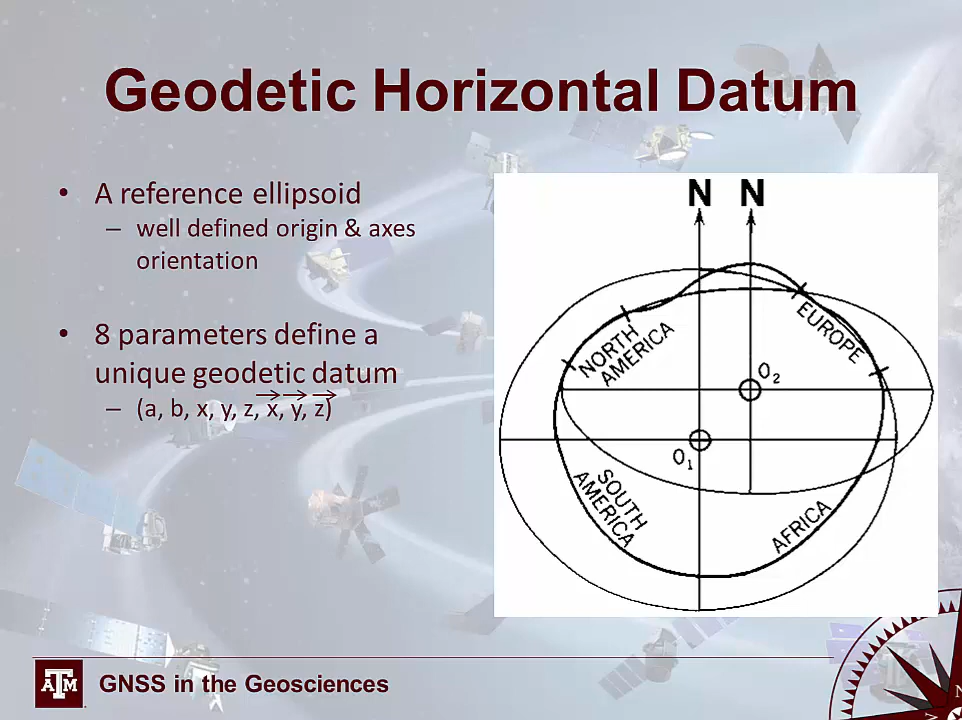 Geodetic Horizontal Datum
• A reference ellipsoid
– well defined origin & axes
orientation
• 8 parameters define a
unique geodetic datum
– (a, b, x, y, z, x⃗, y⃗, z⃗)
N N
NORTH
AMERICA
EUROPE
O₂
O₁
SOUTH
AMERICA
AFRICA
ATM
GNSS in the Geosciences
N